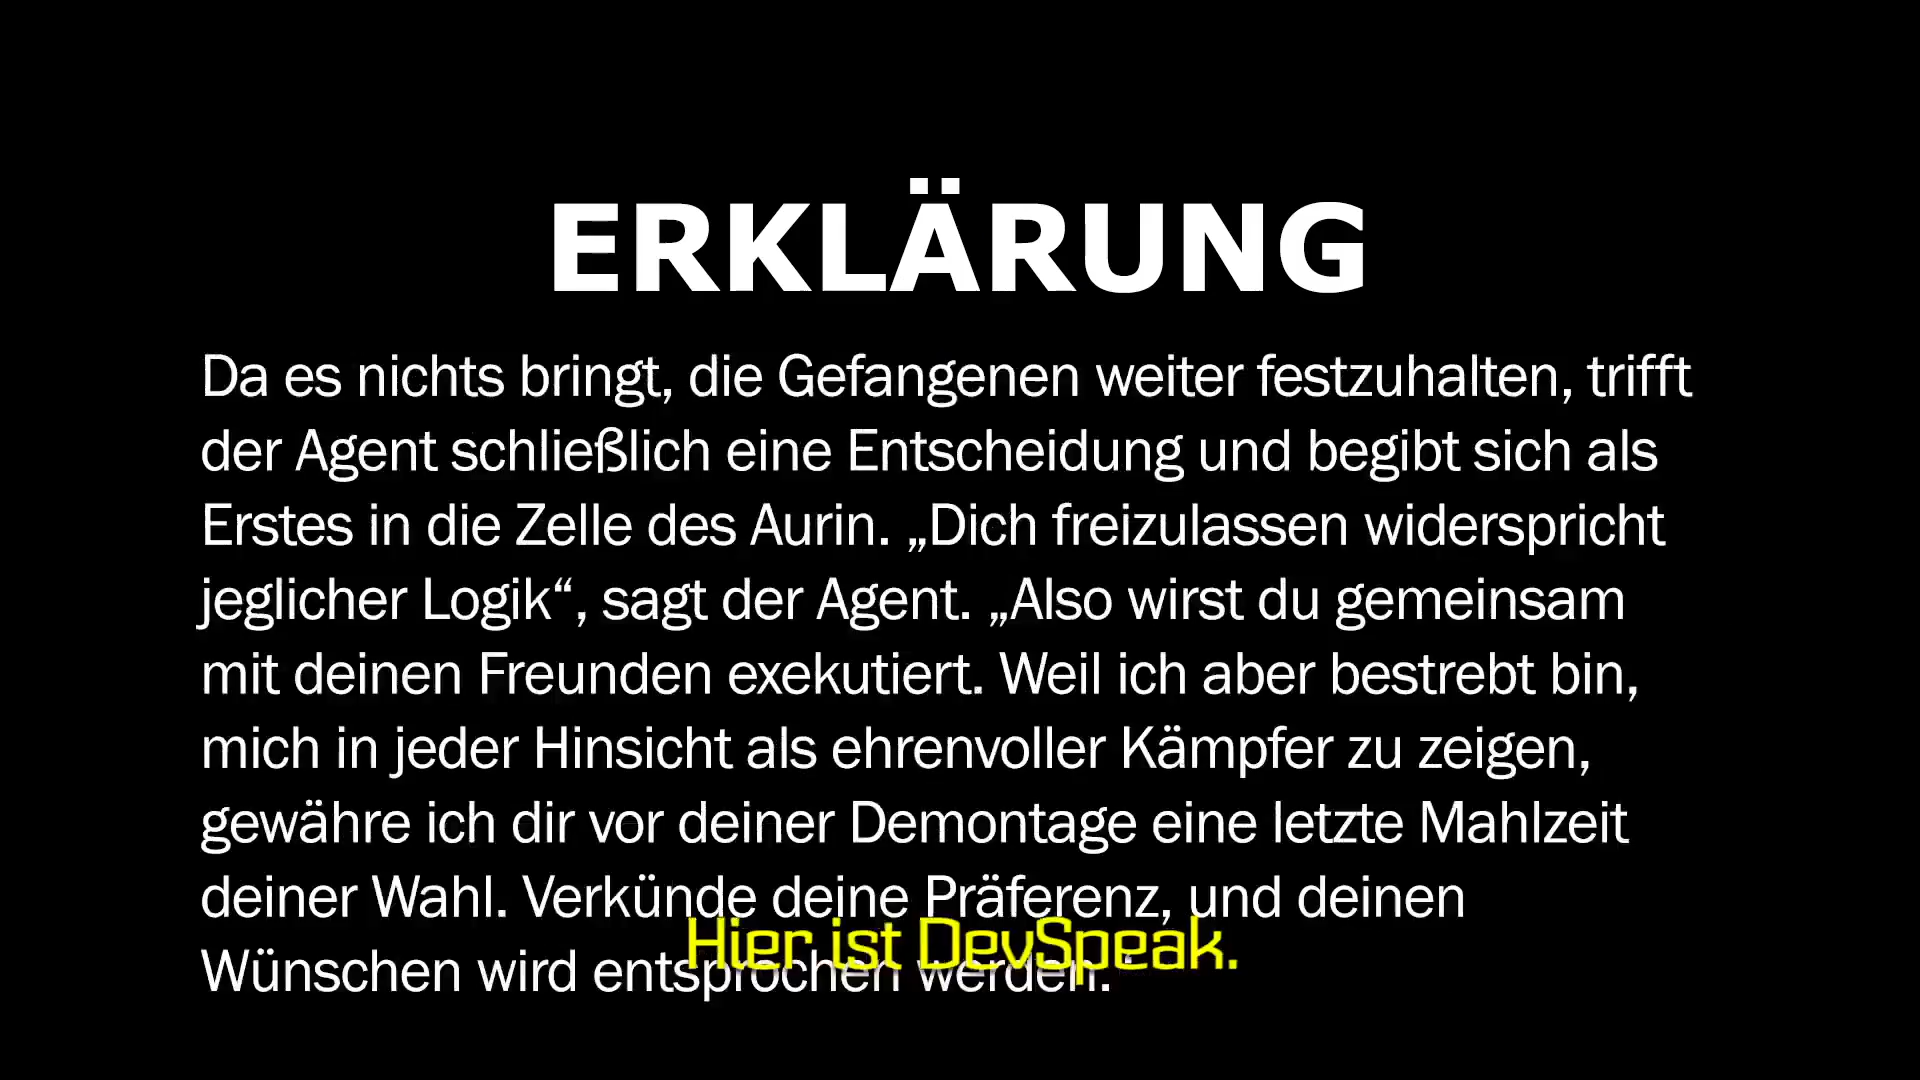 ERKLÄRUNG
Da es nichts bringt, die Gefangenen weiter festzuhalten, trifft
der Agent schließlich eine Entscheidung und begibt sich als
Erstes in die Zelle des Aurin. „Dich freizulassen widerspricht
jeglicher Logik“, sagt der Agent. „Also wirst du gemeinsam
mit deinen Freunden exekutiert. Weil ich aber bestrebt bin,
mich in jeder Hinsicht als ehrenvoller Kämpfer zu zeigen,
gewähre ich dir vor deiner Demontage eine letzte Mahlzeit
deiner Wahl. Verkünde deine Präferenz, und deinen
Hier ist DevSpeak.
Wünschen wird entsprochen werden.“